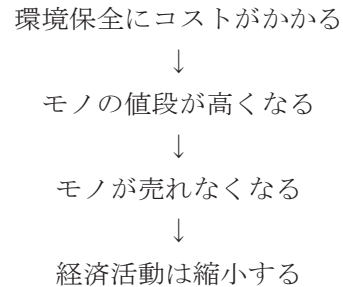 環境保全にコストがかかる
↓
モノの値段が高くなる
↓
モノが売れなくなる
↓
経済活動は縮小する